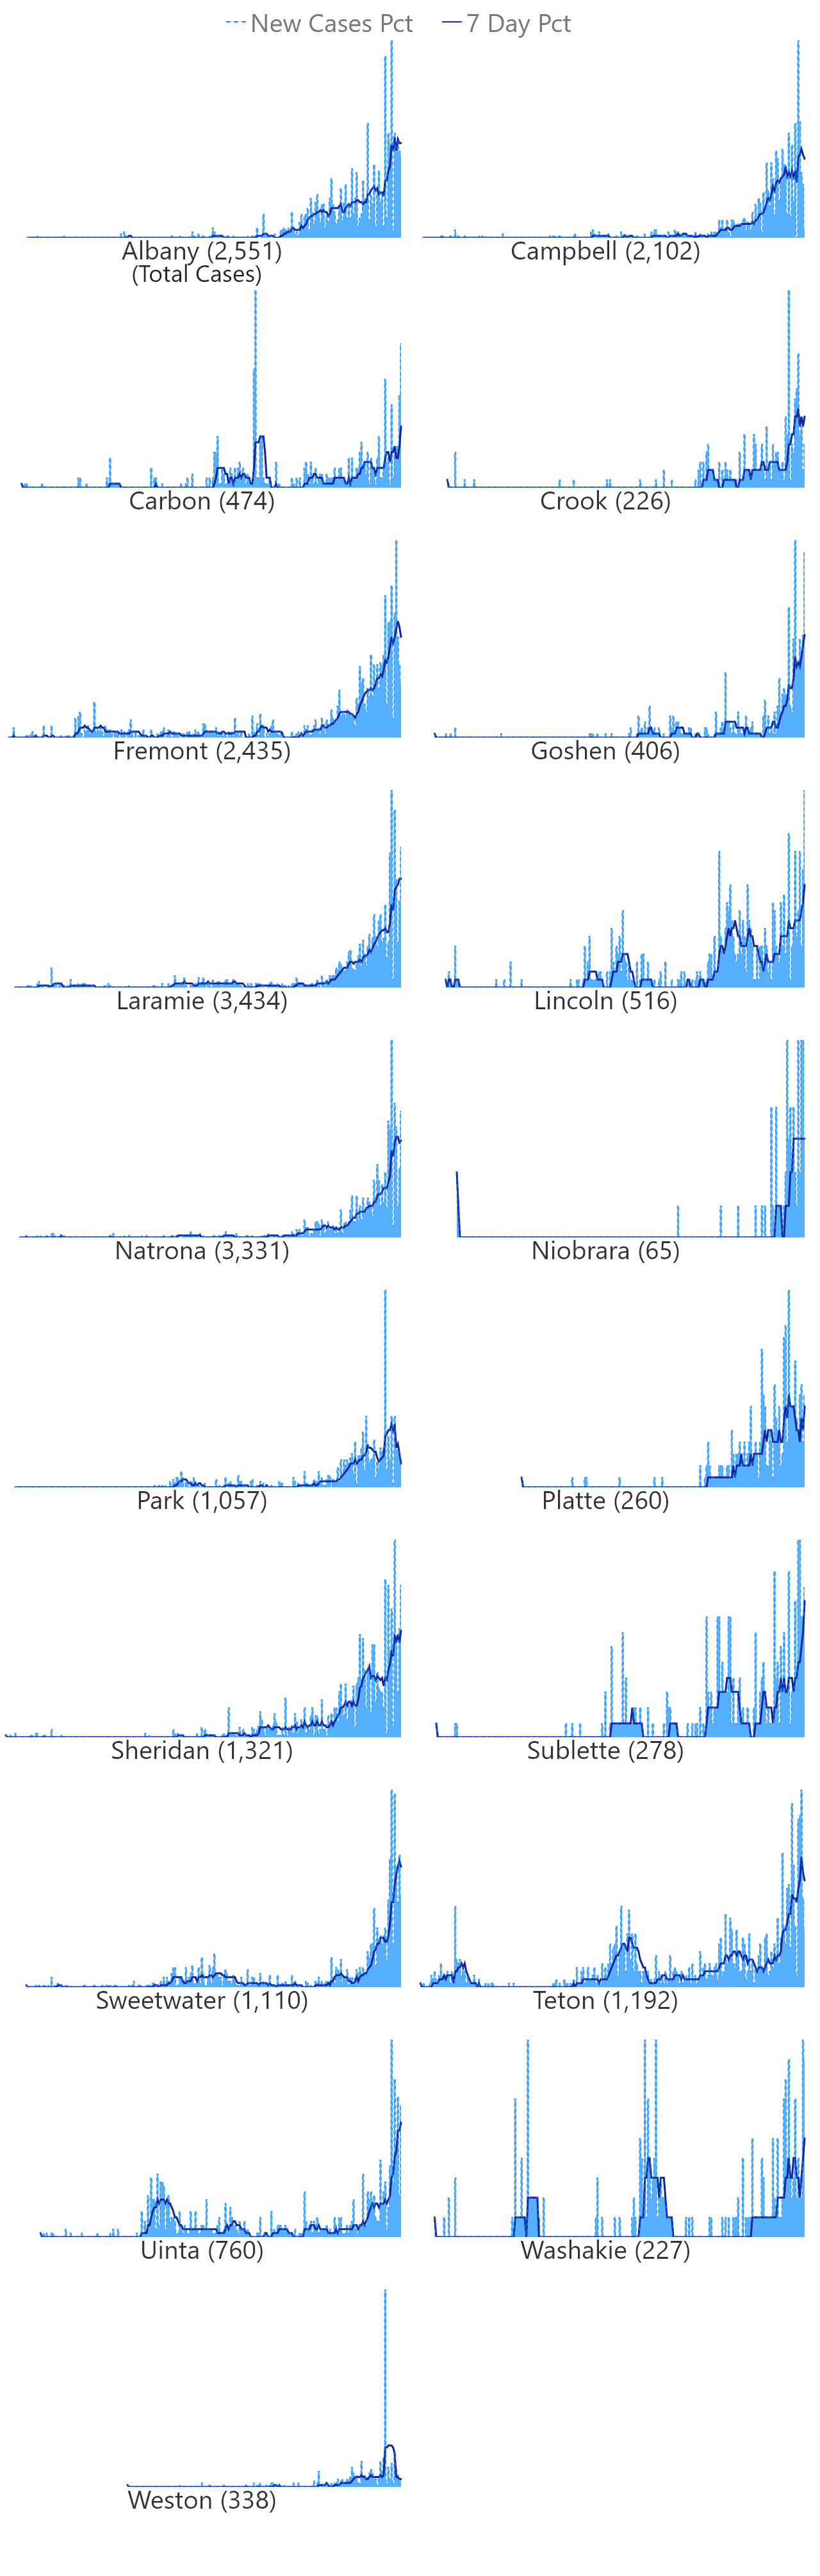 New Cases Pct 7 Day Pct
Albany (2,551) Campbell (2,102)
(Total Cases)
Carbon (474) Crook (226)
Fremont (2,435) Goshen (406)
Laramie (3,434) Lincoln (516)
Natrona (3,331) Niobrara (65)
Park (1,057) Platte (260)
Sheridan (1,321) Sublette (278)
Sweetwater (1,110) Teton (1,192)
Uinta (760) Washakie (227)
Weston (338)